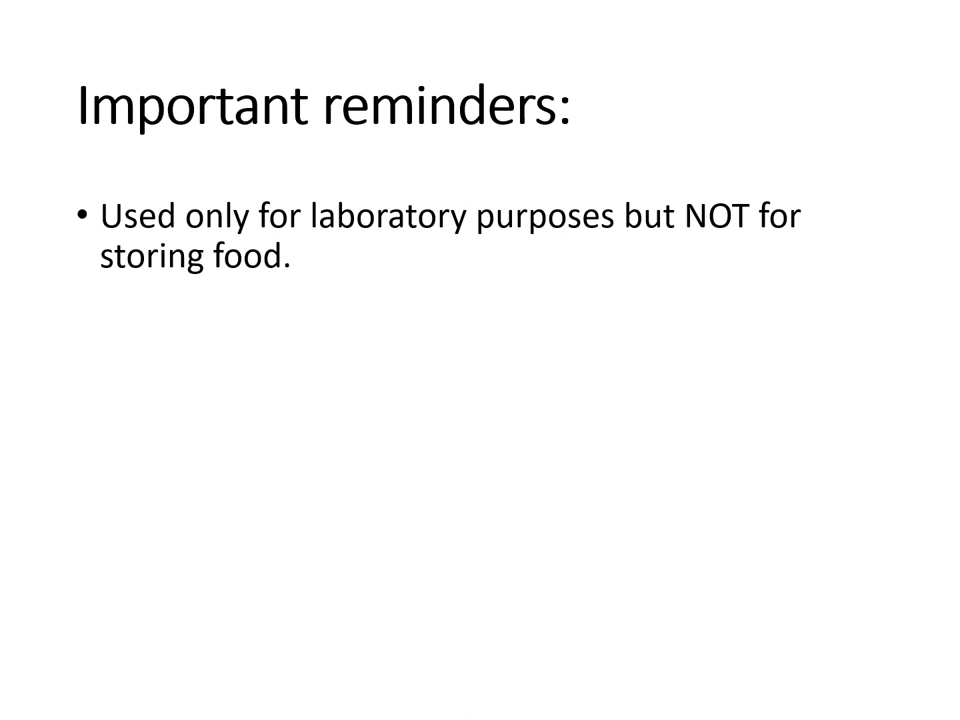 Important reminders:
• Used only for laboratory purposes but NOT for
storing food.